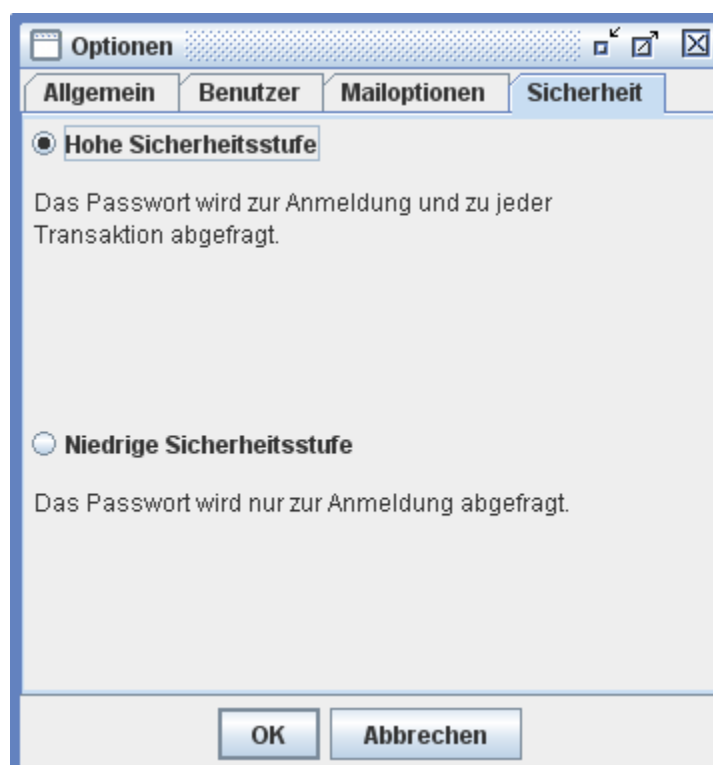 Optionen
Allgemein Benutzer Mailoptionen Sicherheit
Hohe Sicherheitsstufe
Das Passwort wird zur Anmeldung und zu jeder
Transaktion abgefragt.
Niedrige Sicherheitsstufe
Das Passwort wird nur zur Anmeldung abgefragt.
OK Abbrechen